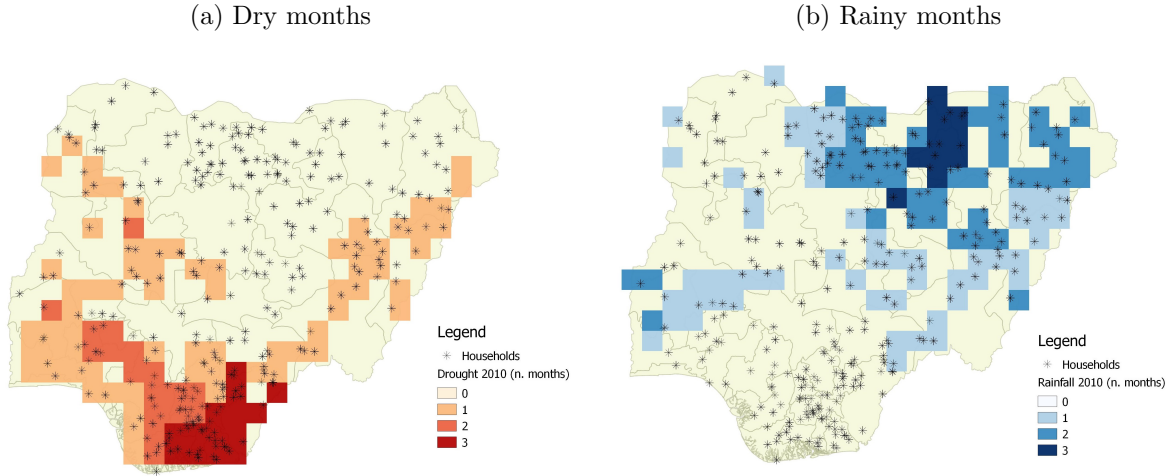 (a) Dry months
(b) Rainy months
Legend
Households
Drought 2010 (n. months)
0
1
2
3
Legend
Households
Rainfall 2010 (n. months)
0
1
2
3